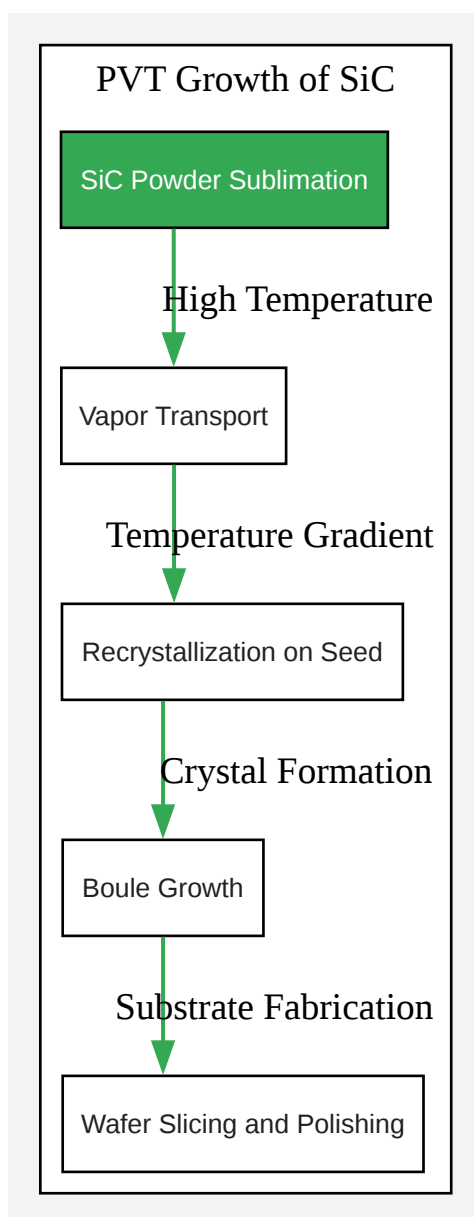 PVT Growth of SiC
SiC Powder Sublimation
High Temperature
Vapor Transport
Temperature Gradient
Recrystallization on Seed
Crystal Formation
Boule Growth
Substrate Fabrication
Wafer Slicing and Polishing